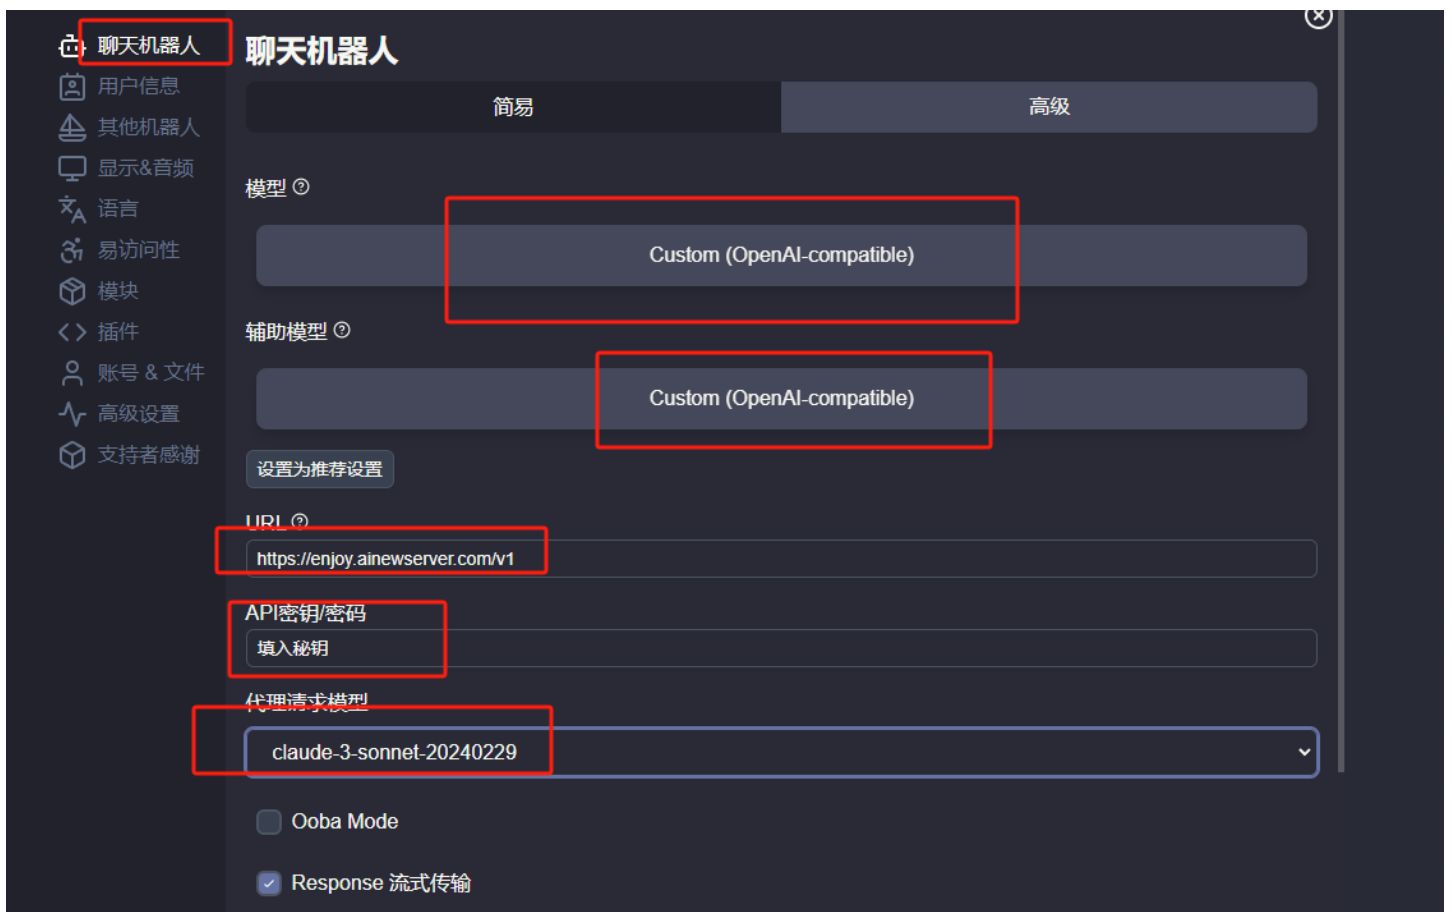 聊天机器人
用户信息
其他机器人
显示&音频
语言
易访问性
模块
插件
账号 & 文件
高级设置
支持者感谢
聊天机器人
简易
高级
模型
Custom (OpenAI-compatible)
辅助模型
Custom (OpenAI-compatible)
设置为推荐设置
URL
https://enjoy.ainewserver.com/v1
API密钥/密码
填入秘钥
代理请求模型
claude-3-sonnet-20240229
Ooba Mode
Response 流式传输